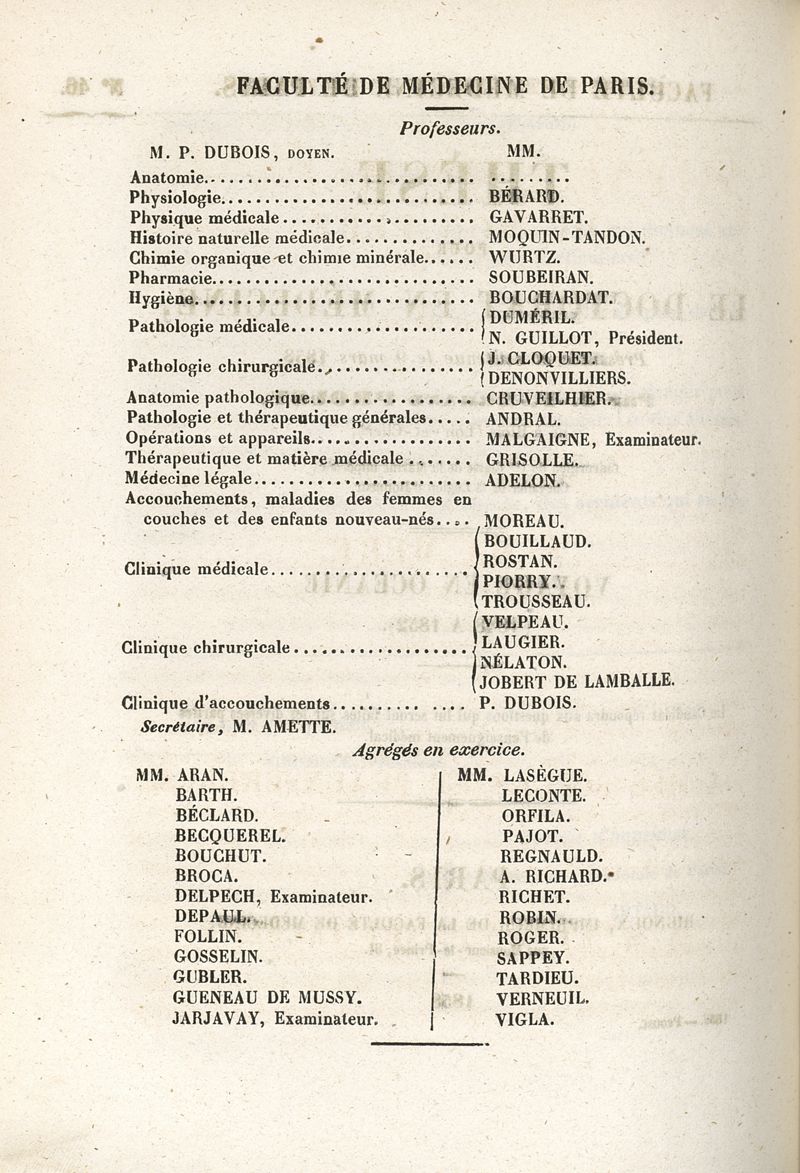 FACULTÉ DE MÉDECINE DE PARIS.
Professeurs.
M. P. DUBOIS, DOYEN. MM.
Anatomie.............................. .........
Physiologie............................. BÉRARD.
Physique médicale...................... GAVARRET.
Histoire naturelle médicale............... MOQUIN-TANDON.
Chimie organique et chimie minérale...... WURTZ.
Pharmacie.............................. SOUBEIRAN.
Hygiène................................ BOUCHARDAT.
Pathologie médicale..................... DUMÉRIL.
N. GUILLOT, Président.
Pathologie chirurgicale.................. J. CLOQUET.
DENONVILLIERS.
Anatomie pathologique.................. CRUVEILHIER.
Pathologie et thérapeutique générales..... ANDRAL.
Opérations et appareils.................. MALGAIGNE, Examinateur.
Thérapeutique et matière médicale....... GRISOLLE.
Médecine légale......................... ADELON.
Accouchements, maladies des femmes en
couches et des enfants nouveau-nés.... MOREAU.
BOUILLAUD.
Clinique médicale....................... ROSTAN.
PIORRY.
TROUSSEAU.
VELPEAU.
Clinique chirurgicale.................... LAUGIER.
NÉLATON.
JOBERT DE LAMBALLE.
Clinique d'accouchements.......... .... P. DUBOIS.
Secrétaire, M. AMETTE.
Agrégés en exercice.
MM. ARAN.
BARTH.
BÉCLARD.
BECQUEREL.
BOUCHUT.
BROCA.
DELPECH, Examinateur.
DEPAUL.
FOLLIN.
GOSSELIN.
GUBLER.
GUENEAU DE MUSSY.
JARJAVAY, Examinateur.
MM. LASÈGUE.
LECONTE.
ORFILA.
PAJOT.
REGNAULD.
A. RICHARD.
RICHET.
ROBIN.
ROGER.
SAPPEY.
TARDIEU.
VERNEUIL.
VIGLA.